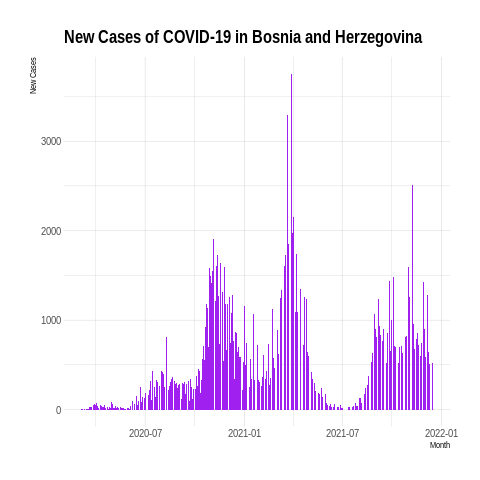 New Cases of COVID-19 in Bosnia and Herzegovina
New Cases
3000
2000
1000
0
2020-07
2021-01
2021-07
2022-01
Month